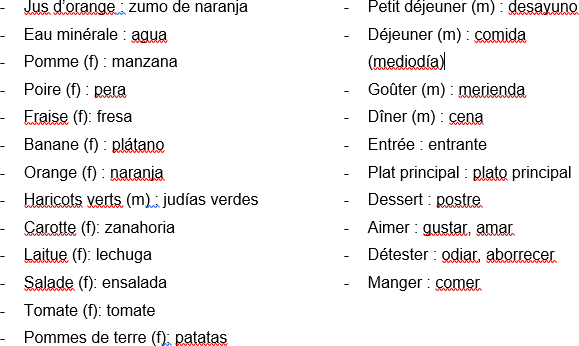 - Jus d'orange : zumo de naranja
- Eau minérale : agua
- Pomme (f) : manzana
- Poire (f) : pera
- Fraise (f): fresa
- Banane (f) : plátano
- Orange (f) : naranja
- Haricots verts (m) : judías verdes
- Carotte (f): zanahoria
- Laitue (f): lechuga
- Salade (f): ensalada
- Tomate (f): tomate
- Pommes de terre (f): patatas
- Petit déjeuner (m) : desayuno
- Déjeuner (m) : comida
(mediodía)
- Goûter (m) : merienda
- Dîner (m) : cena
- Entrée : entrante
- Plat principal : plato principal
- Dessert : postre
- Aimer : gustar, amar
- Détester : odiar, aborrecer
- Manger : comer